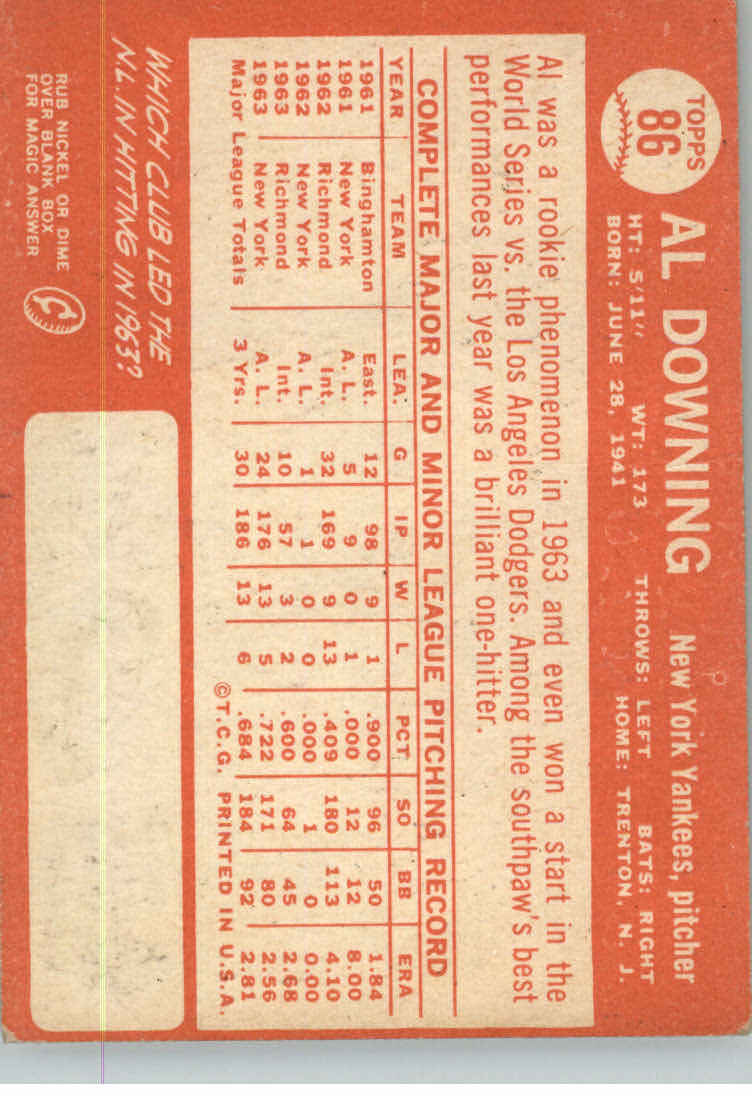 TOPPS
86
AL DOWNING New York Yankees, pitcher
HT: 5'11" WT: 173 THROWS: LEFT BATS: RIGHT
BORN: JUNE 28, 1941 HOME: TRENTON, N. J.
Al was a rookie phenomenon in 1963 and even won a start in the
World Series vs. the Los Angeles Dodgers. Among the southpaw's best
performances last year was a brilliant one-hitter.
COMPLETE MAJOR AND MINOR LEAGUE PITCHING RECORD
YEAR TEAM LEA. G IP W L PCT. SO BB ERA
1961 Binghamton East. 12 98 9 1 .900 96 50 1.84
1961 New York A. L. 5 9 0 1 .000 12 12 8.00
1962 Richmond Int. 32 169 9 13 .409 180 113 4.10
1962 New York A. L. 1 1 0 0 .000 1 0 0.00
1963 Richmond Int. 10 57 3 2 .600 64 45 2.68
1963 New York A. L. 24 176 13 5 .722 171 80 2.56
Major League Totals 3 Yrs. 30 186 13 6 .684 184 92 2.81
©T.C.G. PRINTED IN U.S.A.
WHICH CLUB LED THE
N.L. IN HITTING IN 1963?
RUB NICKEL OR DIME
OVER BLANK BOX
FOR MAGIC ANSWER